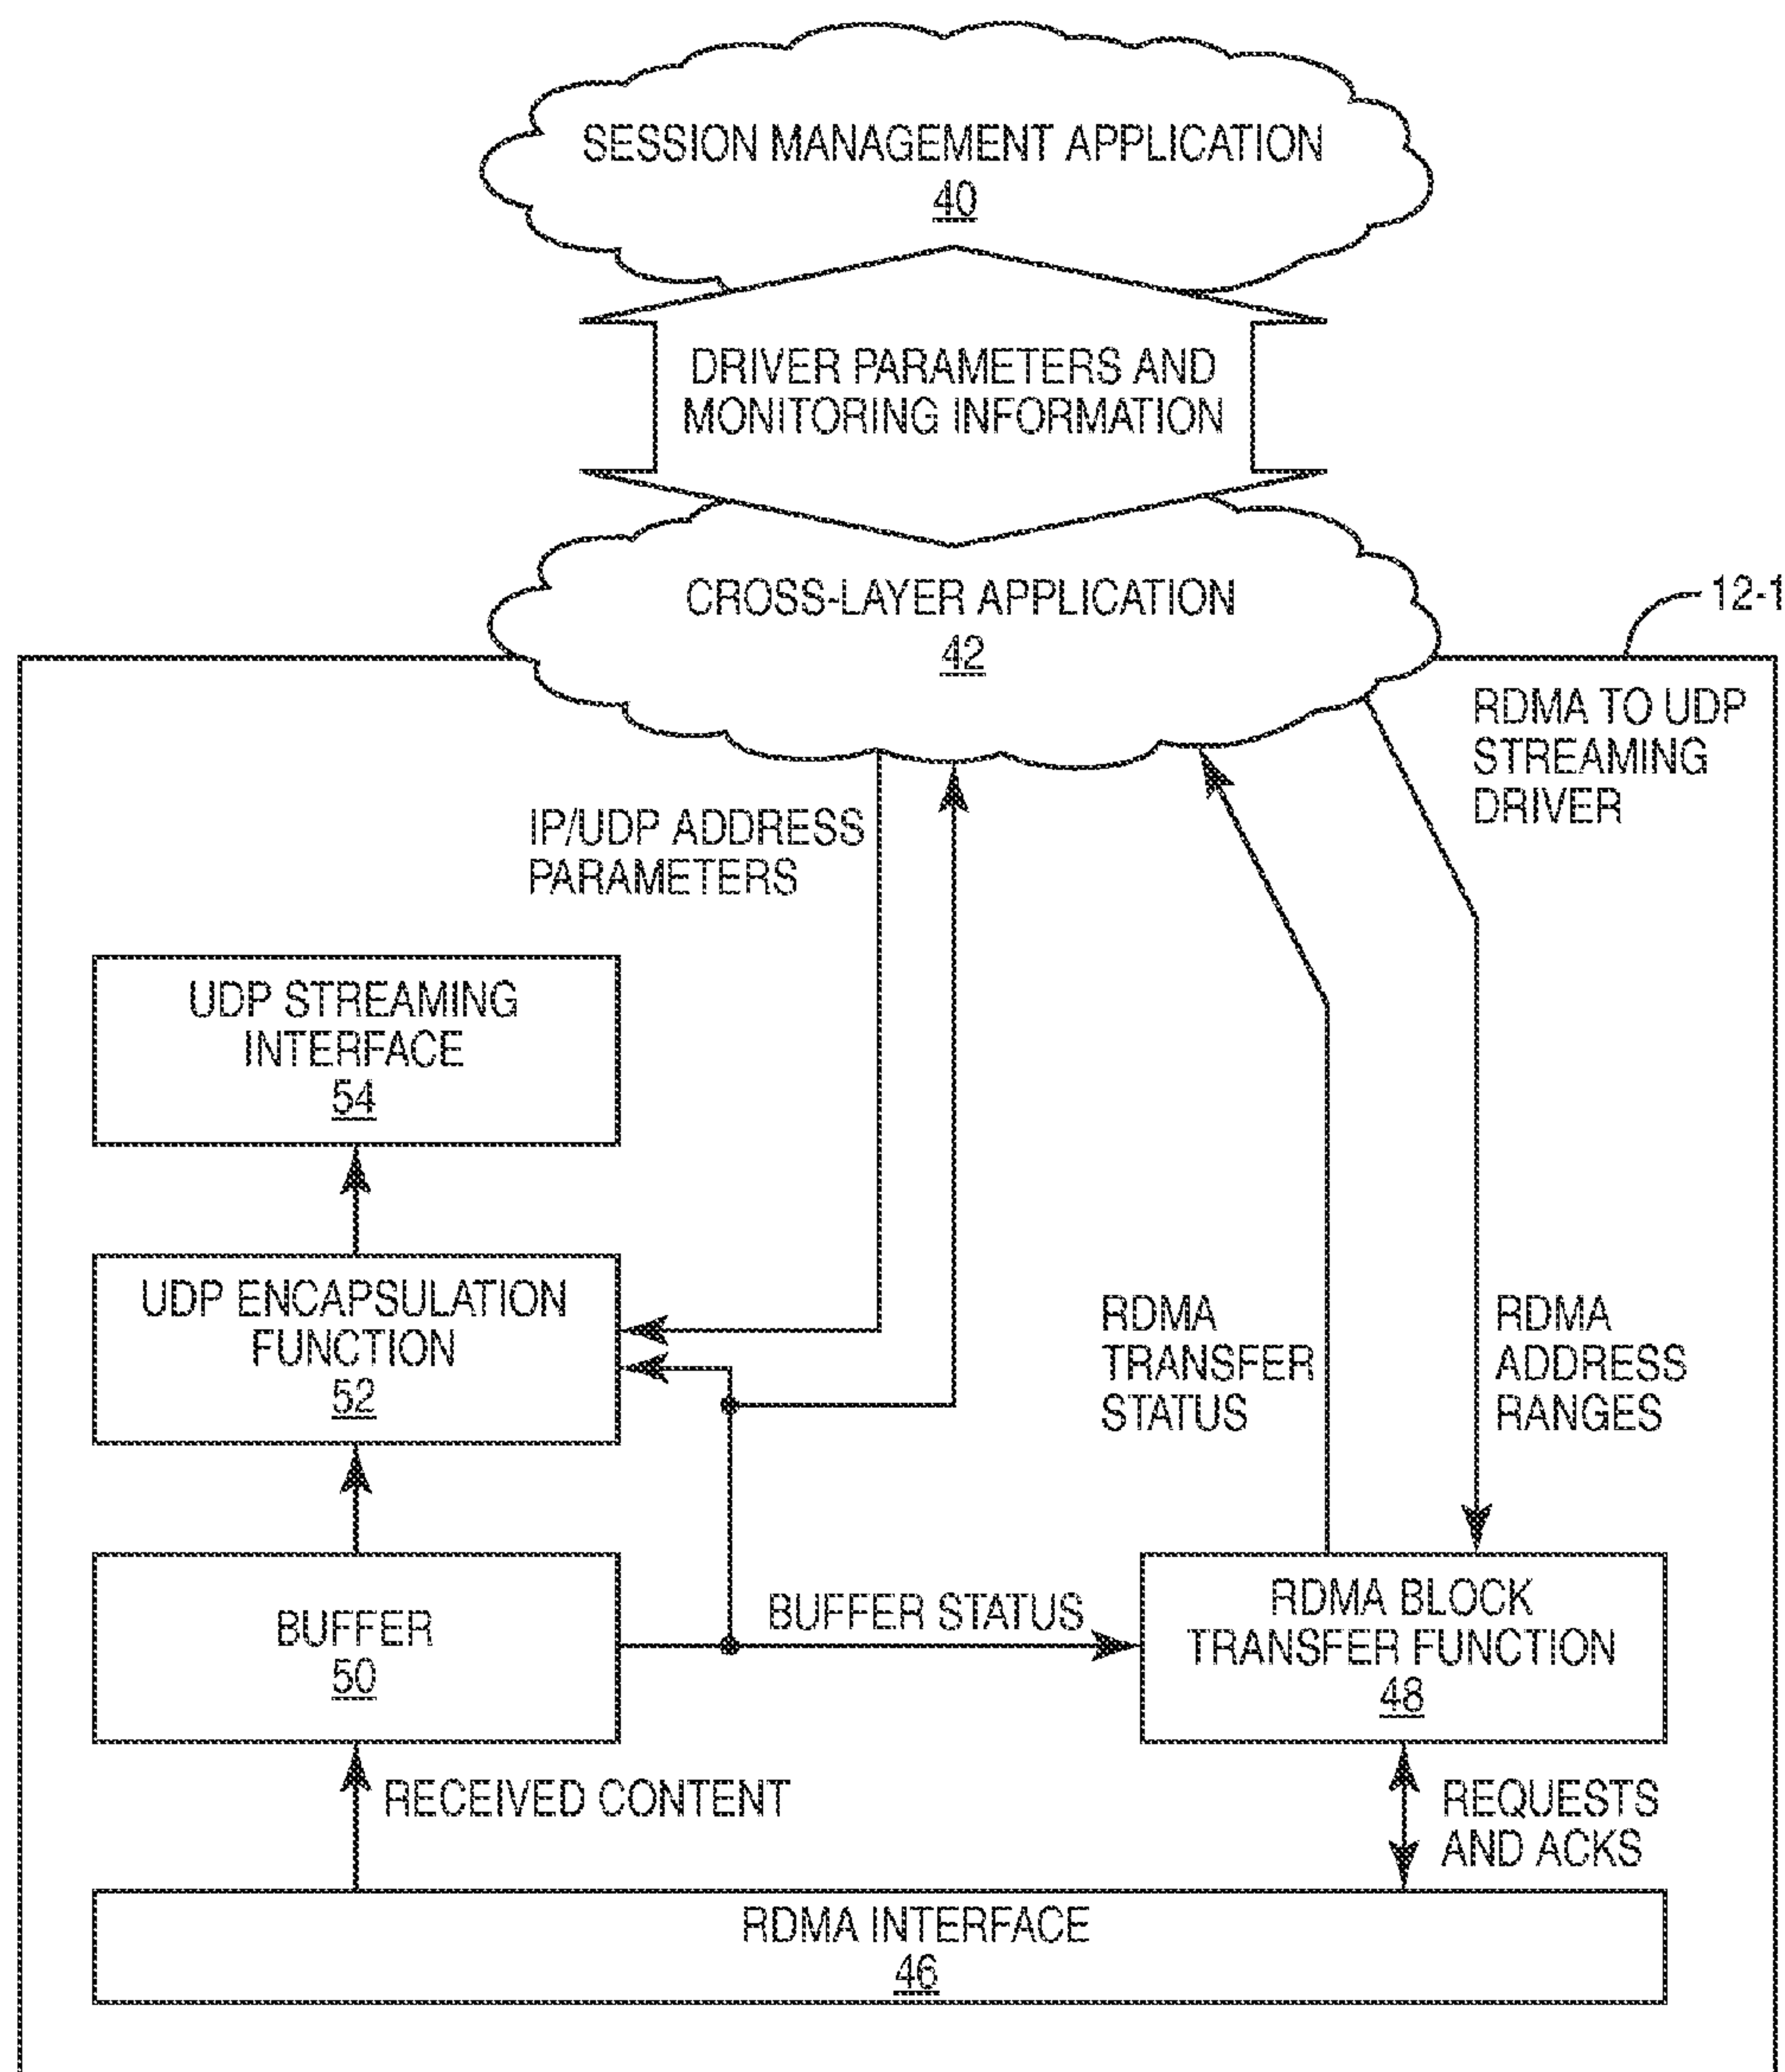 SESSION MANAGEMENT APPLICATION
40
DRIVER PARAMETERS AND
MONITORING INFORMATION
CROSS-LAYER APPLICATION
42
12-1
RDMA TO UDP
STREAMING
DRIVER
IP/UDP ADDRESS
PARAMETERS
UDP STREAMING
INTERFACE
54
UDP ENCAPSULATION
FUNCTION
52
RDMA
TRANSFER
STATUS
RDMA
ADDRESS
RANGES
BUFFER
50
BUFFER STATUS
RDMA BLOCK
TRANSFER FUNCTION
48
RECEIVED CONTENT
REQUESTS
AND ACKS
RDMA INTERFACE
46